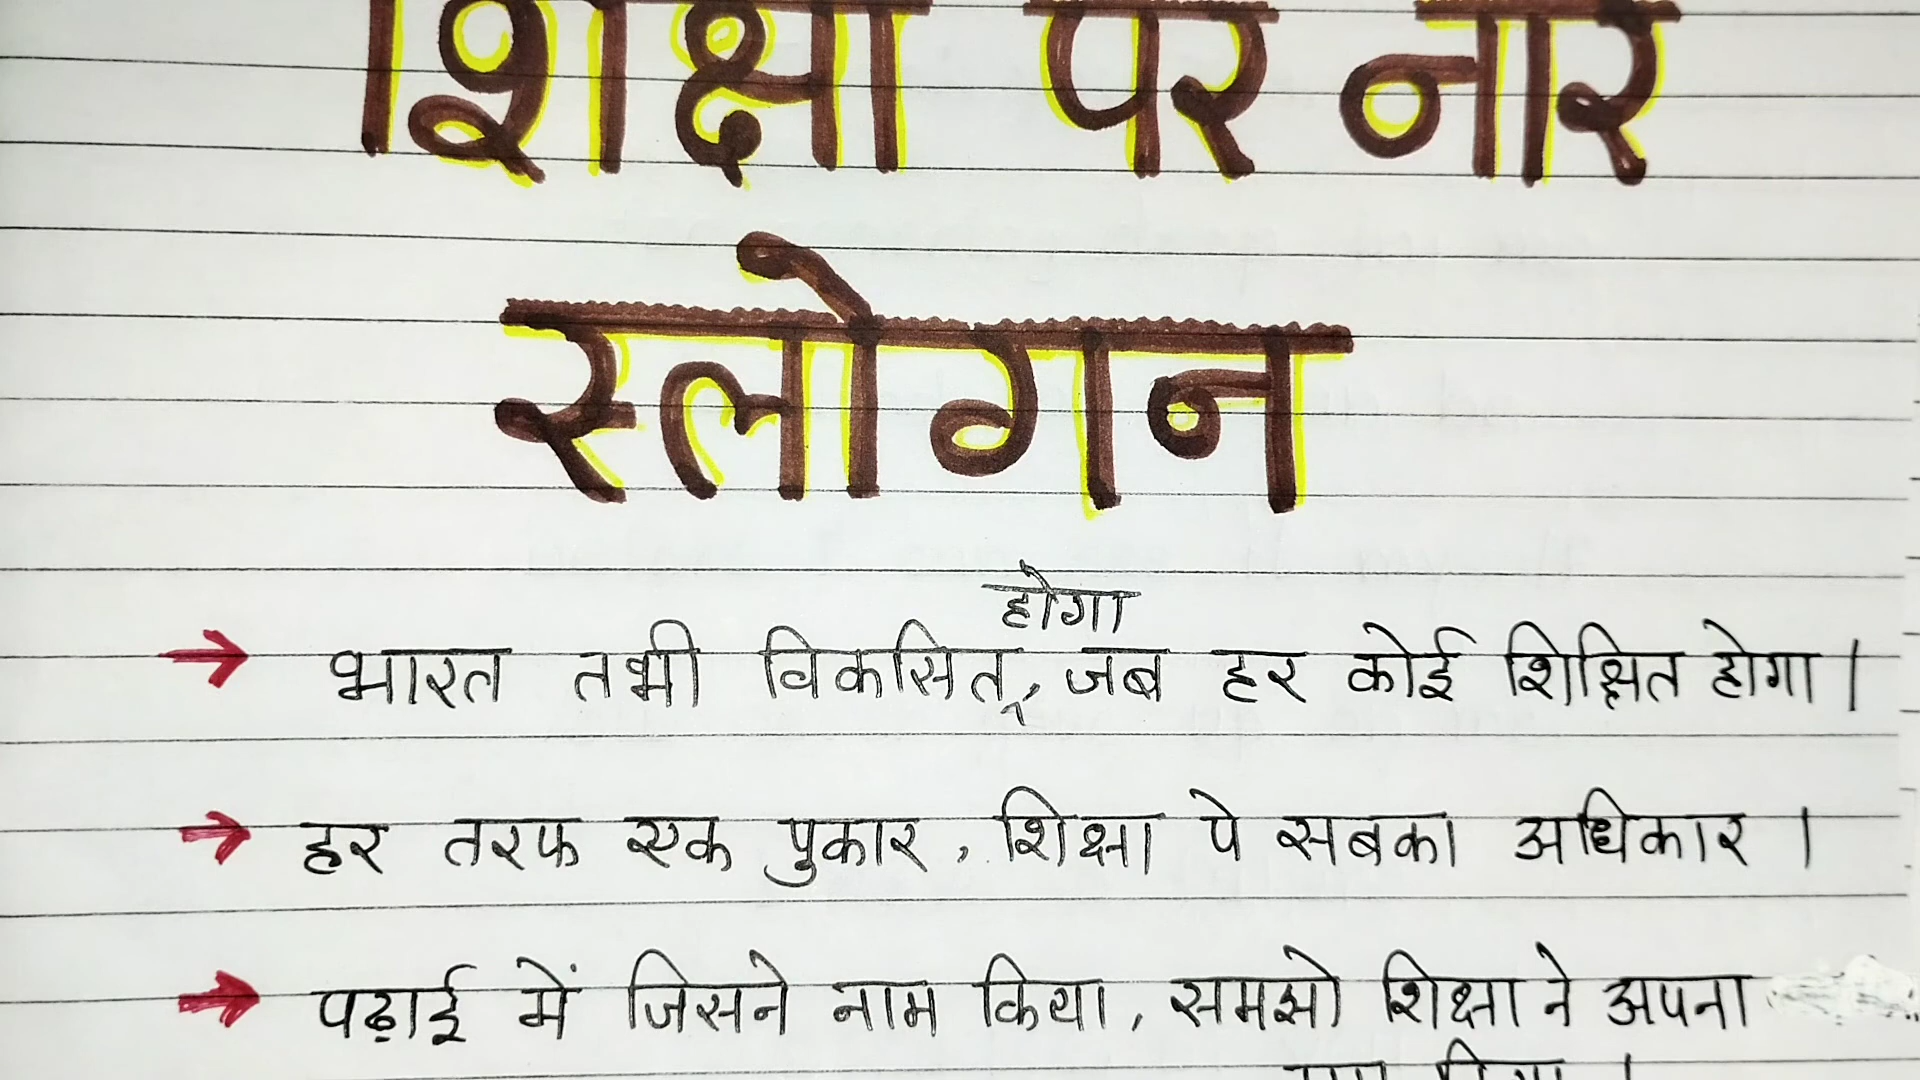 शिक्षा पर नार
स्लोगन
होगा
→ भारत तभी विकसित, जब हर कोई शिक्षित होगा।
→ हर तरफ एक पुकार, शिक्षा पे सबका अधिकार।
→ पढ़ाई में जिसने नाम किया, समझो शिक्षा ने अपना